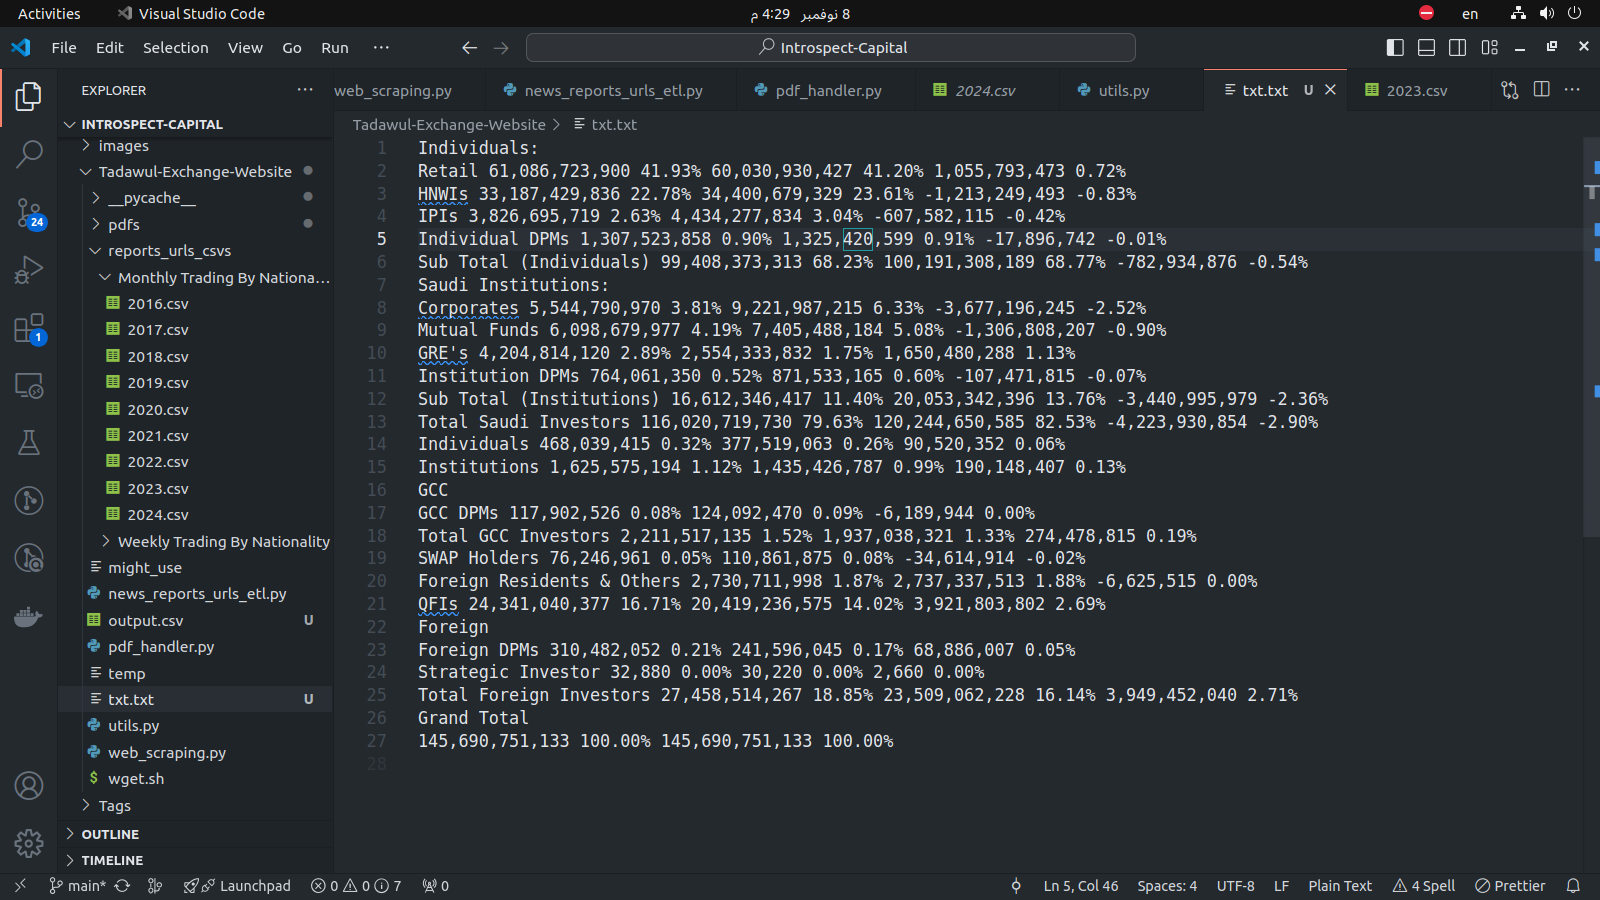 Activities
Visual Studio Code
8 نوفمبر 4:29 م
en
File Edit Selection View Go Run ···
Introspect-Capital
EXPLORER
web_scraping.py
news_reports_urls_etl.py
pdf_handler.py
2024.csv
utils.py
txt.txt U
2023.csv
Tadawul-Exchange-Website > txt.txt
INTROSPECT-CAPITAL
images
Tadawul-Exchange-Website
__pycache__
pdfs
reports_urls_csvs
Monthly Trading By Nationa...
2016.csv
2017.csv
2018.csv
2019.csv
2020.csv
2021.csv
2022.csv
2023.csv
2024.csv
Weekly Trading By Nationality
might_use
news_reports_urls_etl.py
output.csv U
pdf_handler.py
temp
txt.txt U
utils.py
web_scraping.py
wget.sh
Tags
OUTLINE
TIMELINE
24
1
1 Individuals:
2 Retail 61,086,723,900 41.93% 60,030,930,427 41.20% 1,055,793,473 0.72%
3 HNWIs 33,187,429,836 22.78% 34,400,679,329 23.61% -1,213,249,493 -0.83%
4 IPIs 3,826,695,719 2.63% 4,434,277,834 3.04% -607,582,115 -0.42%
5 Individual DPMs 1,307,523,858 0.90% 1,325,420,599 0.91% -17,896,742 -0.01%
6 Sub Total (Individuals) 99,408,373,313 68.23% 100,191,308,189 68.77% -782,934,876 -0.54%
7 Saudi Institutions:
8 Corporates 5,544,790,970 3.81% 9,221,987,215 6.33% -3,677,196,245 -2.52%
9 Mutual Funds 6,098,679,977 4.19% 7,405,488,184 5.08% -1,306,808,207 -0.90%
10 GRE's 4,204,814,120 2.89% 2,554,333,832 1.75% 1,650,480,288 1.13%
11 Institution DPMs 764,061,350 0.52% 871,533,165 0.60% -107,471,815 -0.07%
12 Sub Total (Institutions) 16,612,346,417 11.40% 20,053,342,396 13.76% -3,440,995,979 -2.36%
13 Total Saudi Investors 116,020,719,730 79.63% 120,244,650,585 82.53% -4,223,930,854 -2.90%
14 Individuals 468,039,415 0.32% 377,519,063 0.26% 90,520,352 0.06%
15 Institutions 1,625,575,194 1.12% 1,435,426,787 0.99% 190,148,407 0.13%
16 GCC
17 GCC DPMs 117,902,526 0.08% 124,092,470 0.09% -6,189,944 0.00%
18 Total GCC Investors 2,211,517,135 1.52% 1,937,038,321 1.33% 274,478,815 0.19%
19 SWAP Holders 76,246,961 0.05% 110,861,875 0.08% -34,614,914 -0.02%
20 Foreign Residents & Others 2,730,711,998 1.87% 2,737,337,513 1.88% -6,625,515 0.00%
21 QFIs 24,341,040,377 16.71% 20,419,236,575 14.02% 3,921,803,802 2.69%
22 Foreign
23 Foreign DPMs 310,482,052 0.21% 241,596,045 0.17% 68,886,007 0.05%
24 Strategic Investor 32,880 0.00% 30,220 0.00% 2,660 0.00%
25 Total Foreign Investors 27,458,514,267 18.85% 23,509,062,228 16.14% 3,949,452,040 2.71%
26 Grand Total
27 145,690,751,133 100.00% 145,690,751,133 100.00%
28
main* Launchpad 0 0 7 0
Ln 5, Col 46 Spaces: 4 UTF-8 LF Plain Text 4 Spell Prettier